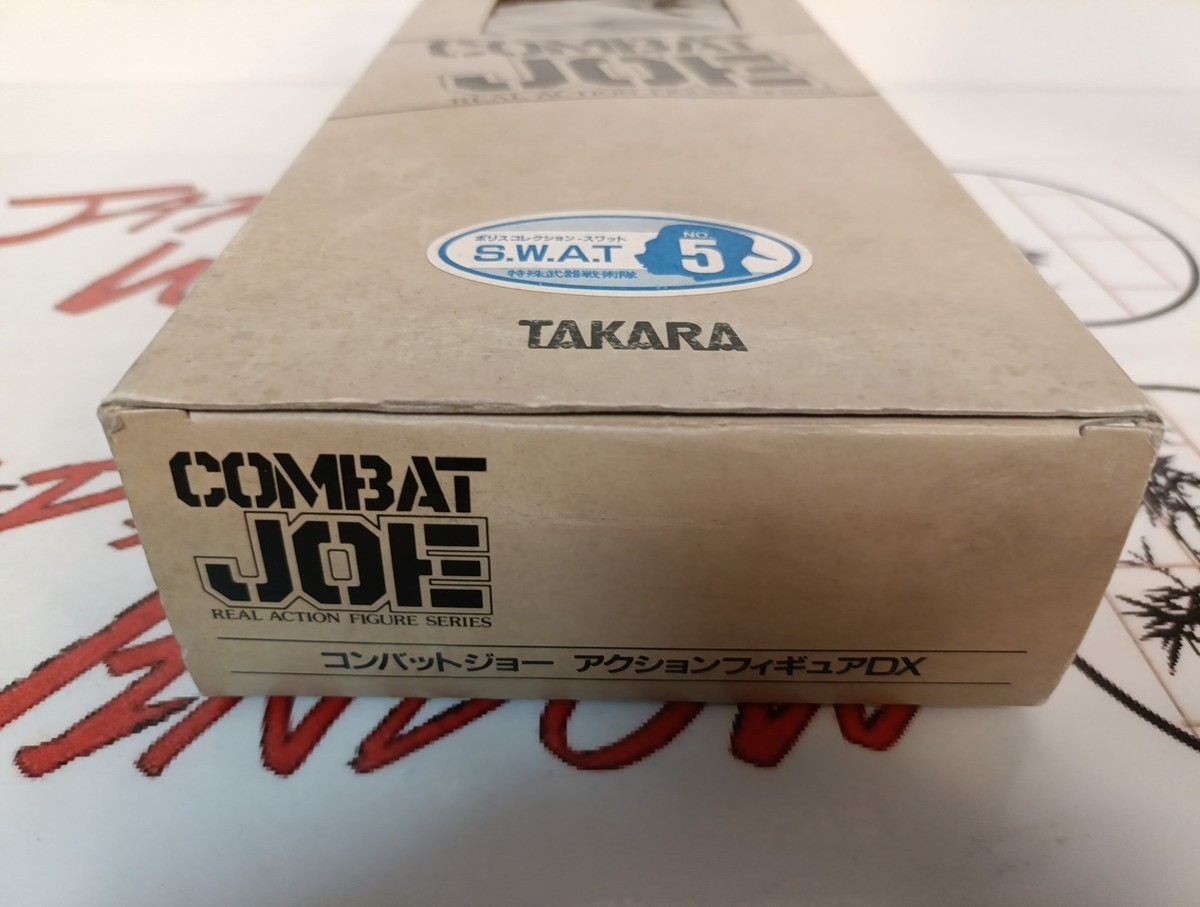 COMBAT
JOE
REAL ACTION FIGURE SERIES
ポリスコレクション-スワット
S.W.A.T
NO.
5
特殊武器戦術隊
TAKARA
COMBAT
JOE
REAL ACTION FIGURE SERIES
コンバットジョー アクションフィギュアDX
WINDOW